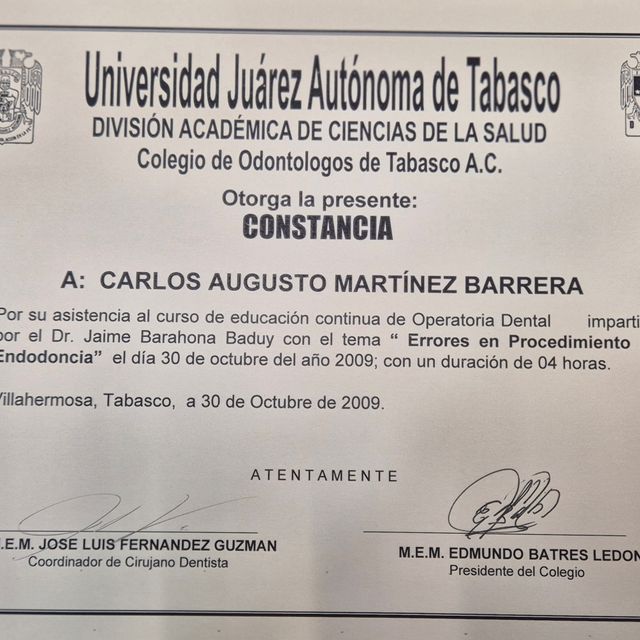 Universidad Juárez Autónoma de Tabasco
DIVISIÓN ACADÉMICA DE CIENCIAS DE LA SALUD
Colegio de Odontologos de Tabasco A.C.
Otorga la presente:
CONSTANCIA
A: CARLOS AUGUSTO MARTÍNEZ BARRERA
Por su asistencia al curso de educación continua de Operatoria Dental imparti
por el Dr. Jaime Barahona Baduy con el tema “ Errores en Procedimiento
Endodoncia” el día 30 de octubre del año 2009; con un duración de 04 horas.
Villahermosa, Tabasco, a 30 de Octubre de 2009.
ATENTAMENTE
.E.M. JOSE LUIS FERNANDEZ GUZMAN
Coordinador de Cirujano Dentista
M.E.M. EDMUNDO BATRES LEDON
Presidente del Colegio